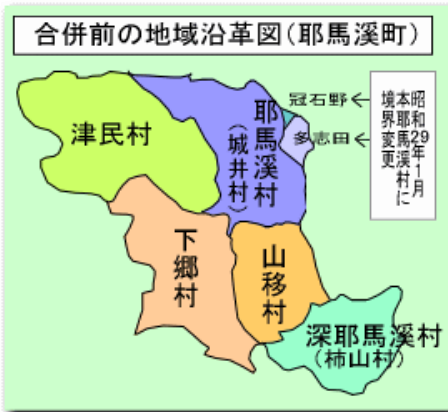 合併前の地域沿革図(耶馬溪町)
津民村
耶馬溪村
(城井村)
冠石野←
多志田←
昭和29年1月
本耶馬溪村に
境界変更
下郷村
山移村
深耶馬溪村
(柿山村)